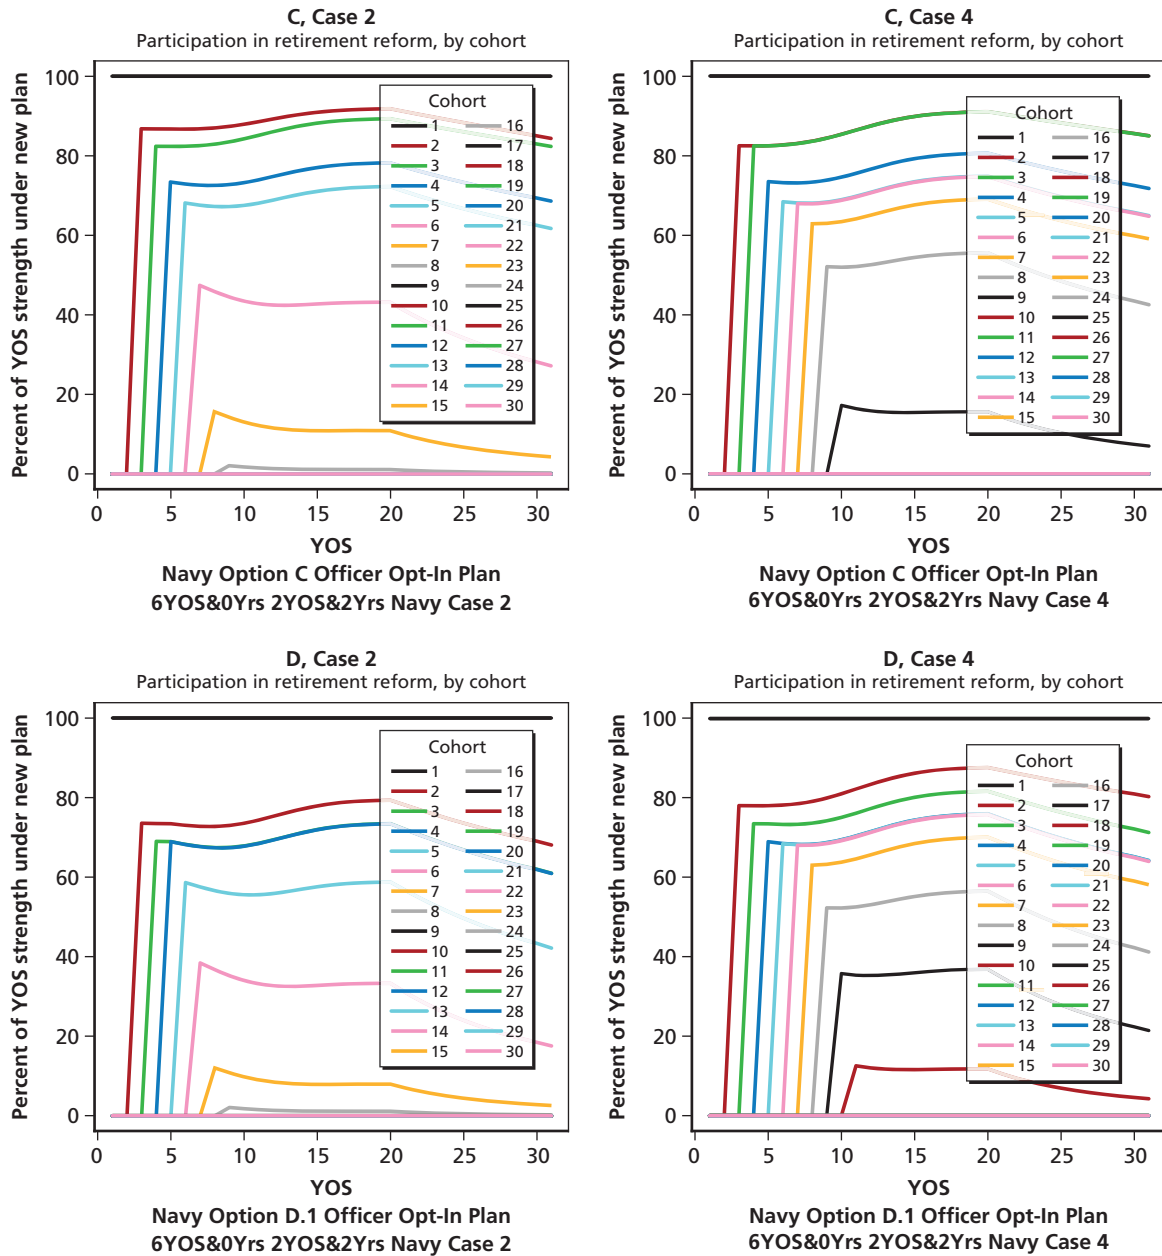 C, Case 2
Participation in retirement reform, by cohort
Percent of YOS strength under new plan
100
80
60
40
20
0
Cohort
1 16
2 17
3 18
4 19
5 20
6 21
7 22
8 23
9 24
10 25
11 26
12 27
13 28
14 29
15 30
0 5 10 15 20 25 30
YOS
Navy Option C Officer Opt-In Plan
6YOS&0Yrs 2YOS&2Yrs Navy Case 2
C, Case 4
Participation in retirement reform, by cohort
Percent of YOS strength under new plan
100
80
60
40
20
0
Cohort
1 16
2 17
3 18
4 19
5 20
6 21
7 22
8 23
9 24
10 25
11 26
12 27
13 28
14 29
15 30
0 5 10 15 20 25 30
YOS
Navy Option C Officer Opt-In Plan
6YOS&0Yrs 2YOS&2Yrs Navy Case 4
D, Case 2
Participation in retirement reform, by cohort
Percent of YOS strength under new plan
100
80
60
40
20
0
Cohort
1 16
2 17
3 18
4 19
5 20
6 21
7 22
8 23
9 24
10 25
11 26
12 27
13 28
14 29
15 30
0 5 10 15 20 25 30
YOS
Navy Option D.1 Officer Opt-In Plan
6YOS&0Yrs 2YOS&2Yrs Navy Case 2
D, Case 4
Participation in retirement reform, by cohort
Percent of YOS strength under new plan
100
80
60
40
20
0
Cohort
1 16
2 17
3 18
4 19
5 20
6 21
7 22
8 23
9 24
10 25
11 26
12 27
13 28
14 29
15 30
0 5 10 15 20 25 30
YOS
Navy Option D.1 Officer Opt-In Plan
6YOS&0Yrs 2YOS&2Yrs Navy Case 4